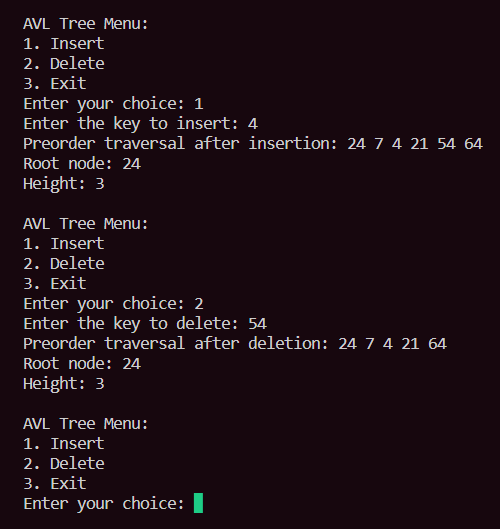 AVL Tree Menu:
1. Insert
2. Delete
3. Exit
Enter your choice: 1
Enter the key to insert: 4
Preorder traversal after insertion: 24 7 4 21 54 64
Root node: 24
Height: 3
AVL Tree Menu:
1. Insert
2. Delete
3. Exit
Enter your choice: 2
Enter the key to delete: 54
Preorder traversal after deletion: 24 7 4 21 64
Root node: 24
Height: 3
AVL Tree Menu:
1. Insert
2. Delete
3. Exit
Enter your choice: